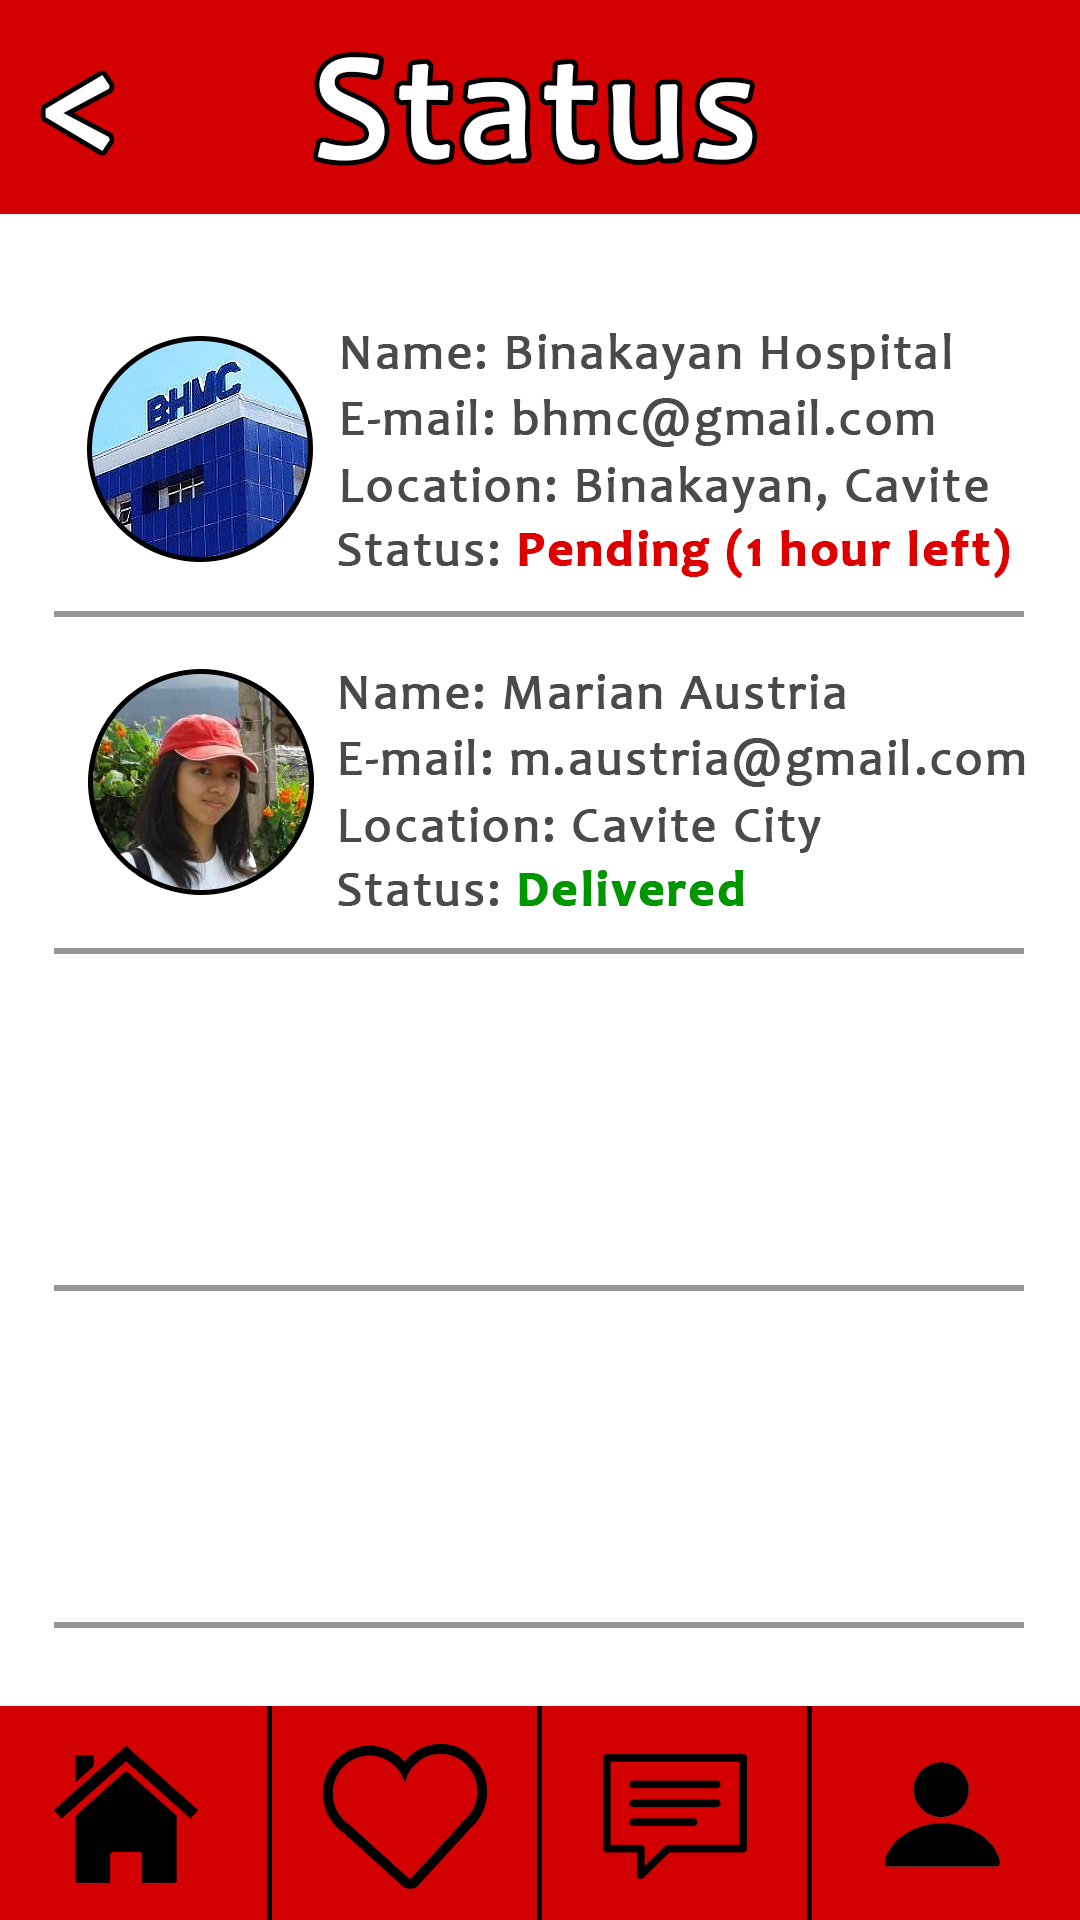 < Status
BHMC
Name: Binakayan Hospital
E-mail: bhmc@gmail.com
Location: Binakayan, Cavite
Status: Pending (1 hour left)
Name: Marian Austria
E-mail: m.austria@gmail.com
Location: Cavite City
Status: Delivered